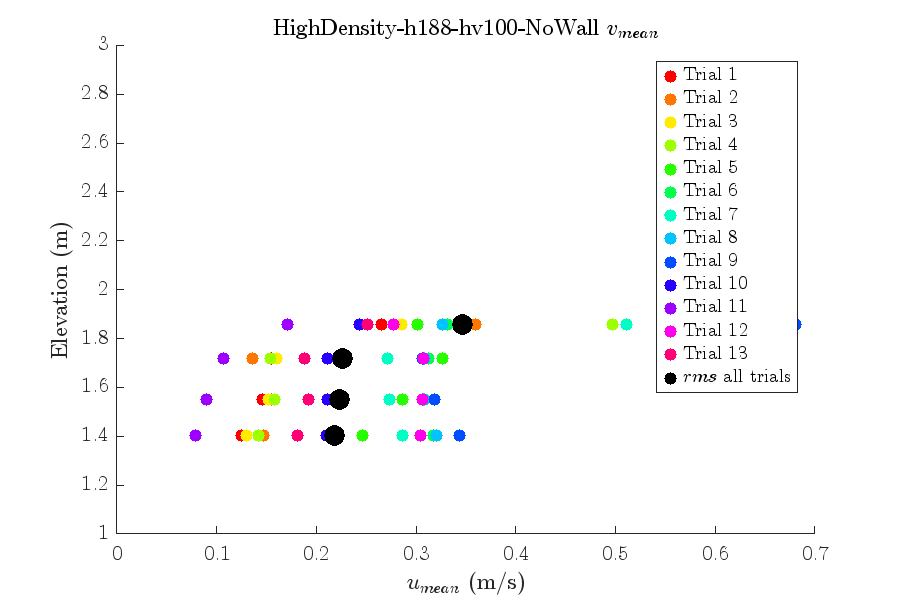 HighDensity-h188-hv100-NoWall v_mean
3
2.8
2.6
2.4
2.2
2
1.8
1.6
1.4
1.2
1
Elevation (m)
0 0.1 0.2 0.3 0.4 0.5 0.6 0.7
u_mean (m/s)
Trial 1
Trial 2
Trial 3
Trial 4
Trial 5
Trial 6
Trial 7
Trial 8
Trial 9
Trial 10
Trial 11
Trial 12
Trial 13
rms all trials